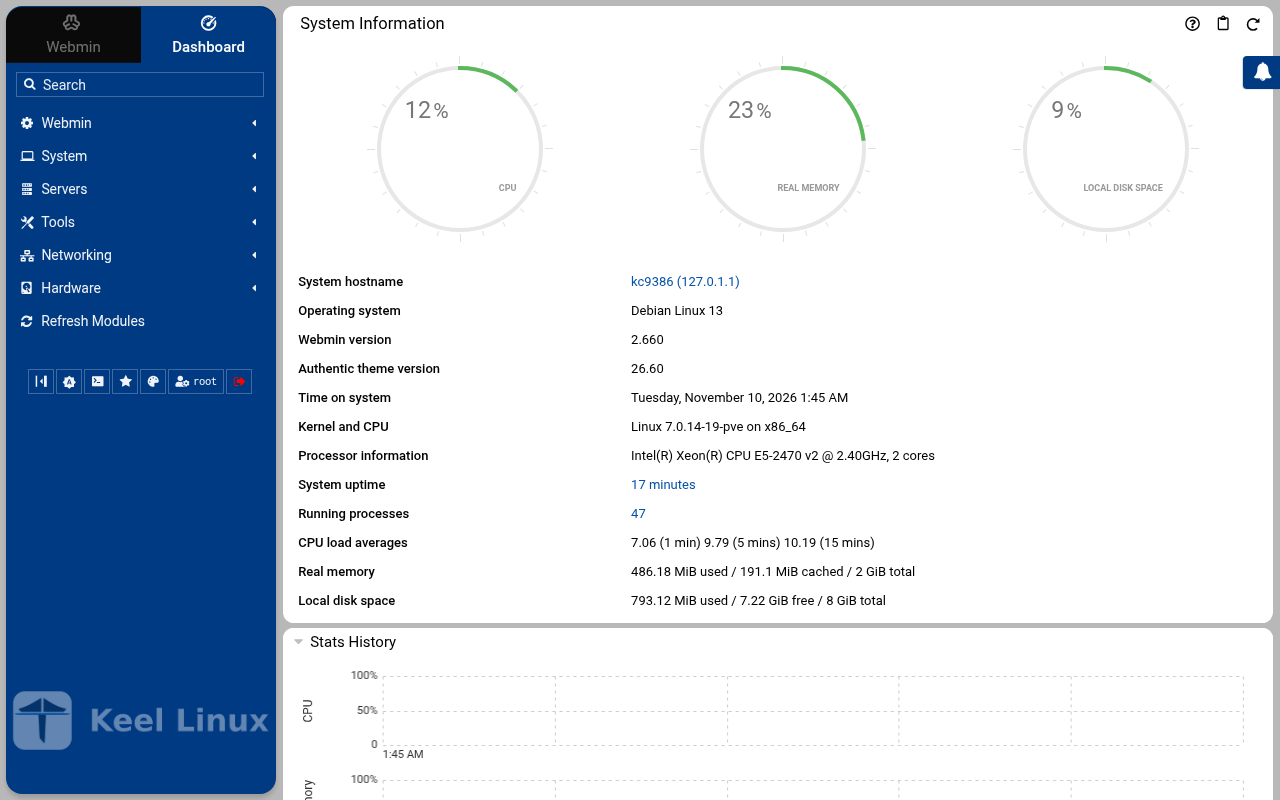 Webmin
Dashboard
Search
Webmin
System
Servers
Tools
Networking
Hardware
Refresh Modules
root
Keel Linux
System Information
12%
CPU
23%
REAL MEMORY
9%
LOCAL DISK SPACE
System hostname kc9386 (127.0.1.1)
Operating system Debian Linux 13
Webmin version 2.660
Authentic theme version 26.60
Time on system Tuesday, November 10, 2026 1:45 AM
Kernel and CPU Linux 7.0.14-19-pve on x86_64
Processor information Intel(R) Xeon(R) CPU E5-2470 v2 @ 2.40GHz, 2 cores
System uptime 17 minutes
Running processes 47
CPU load averages 7.06 (1 min) 9.79 (5 mins) 10.19 (15 mins)
Real memory 486.18 MiB used / 191.1 MiB cached / 2 GiB total
Local disk space 793.12 MiB used / 7.22 GiB free / 8 GiB total
Stats History
CPU
100%
50%
0
1:45 AM
100%